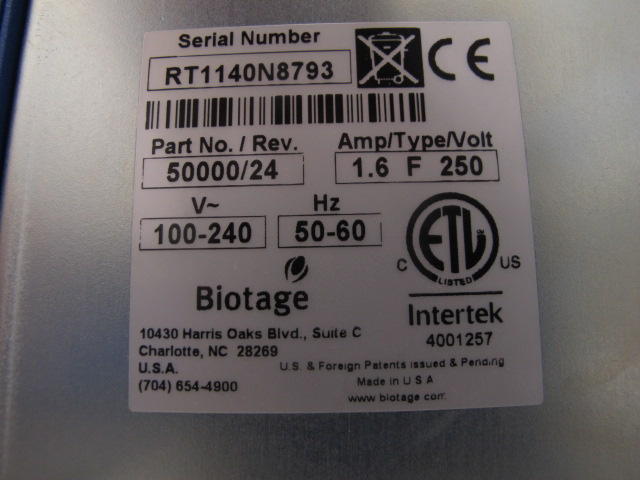 Serial Number
RT1140N8793
CE
Part No. / Rev.
50000/24
Amp/Type/Volt
1.6 F 250
V~
100-240
Hz
50-60
ETL
LISTED
C US
Intertek
4001257
Biotage
10430 Harris Oaks Blvd., Suite C
Charlotte, NC 28269
U.S.A.
(704) 654-4900
U.S. & Foreign Patents Issued & Pending
Made in U S A
www.biotage.com